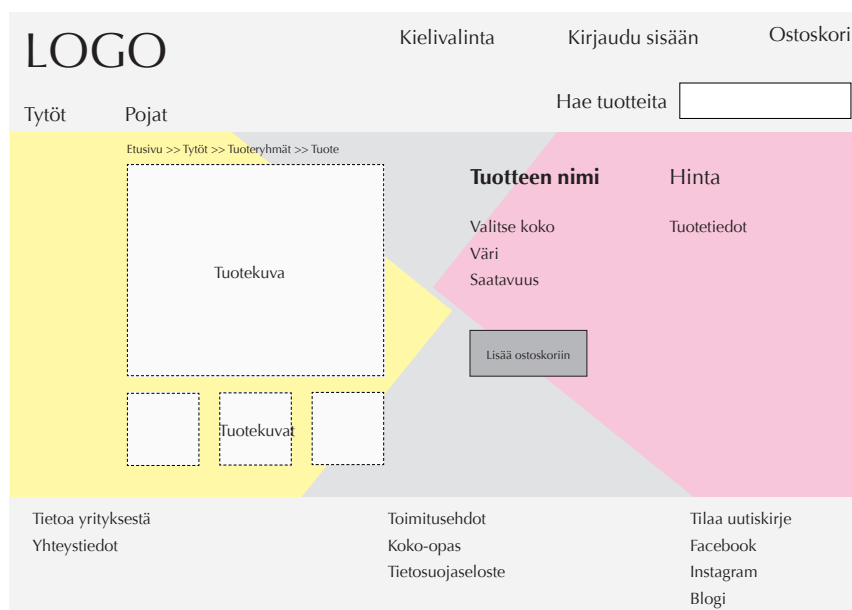 LOGO
Kielivalinta
Kirjaudu sisään
Ostoskori
Hae tuotteita
Tytöt
Pojat
Etusivu >> Tytöt >> Tuoteryhmät >> Tuote
Tuotekuva
Tuotekuvat
Tuotteen nimi
Hinta
Valitse koko
Väri
Saatavuus
Tuotetiedot
Lisää ostoskoriin
Tietoa yrityksestä
Yhteystiedot
Toimitusehdot
Koko-opas
Tietosuojaseloste
Tilaa uutiskirje
Facebook
Instagram
Blogi